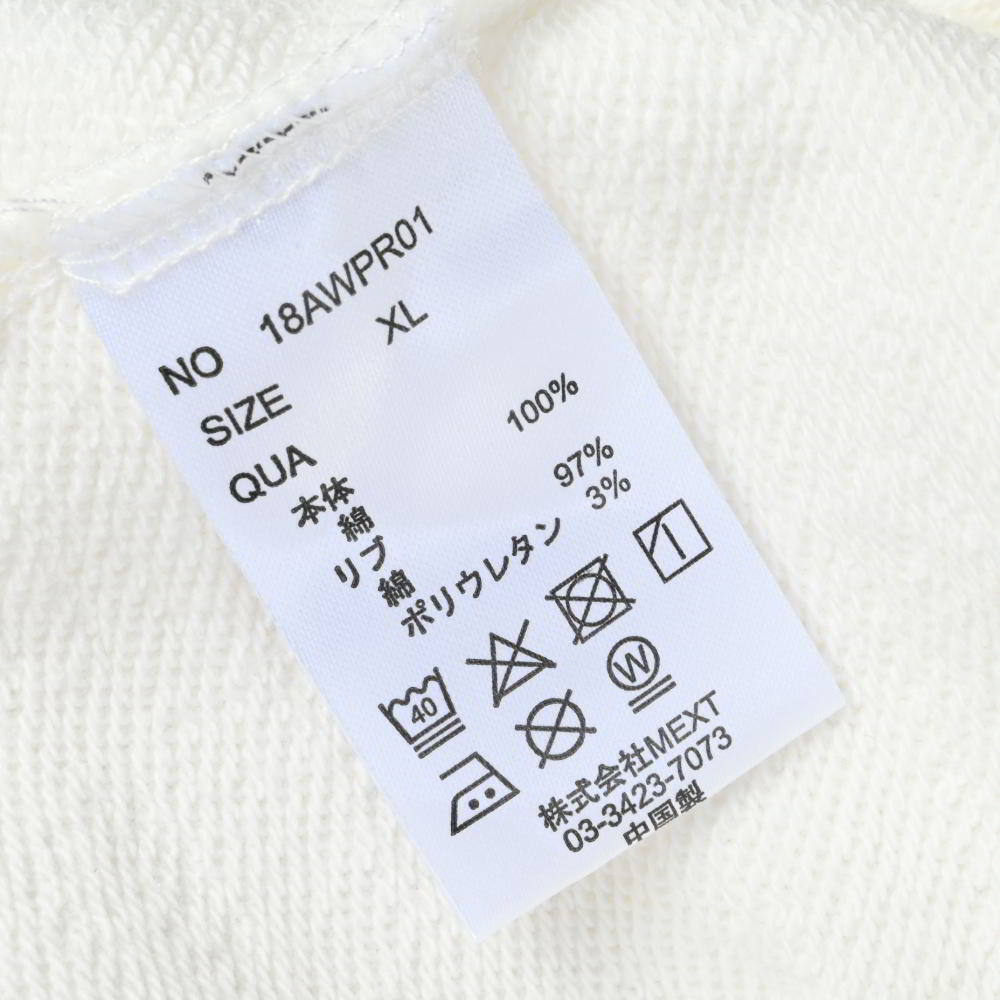 NO 18AWPR01
SIZE XL
QUA
本体
綿 100%
リブ
綿 97%
ポリウレタン 3%
40
W
株式会社MEXT
03-3423-7073
中国製